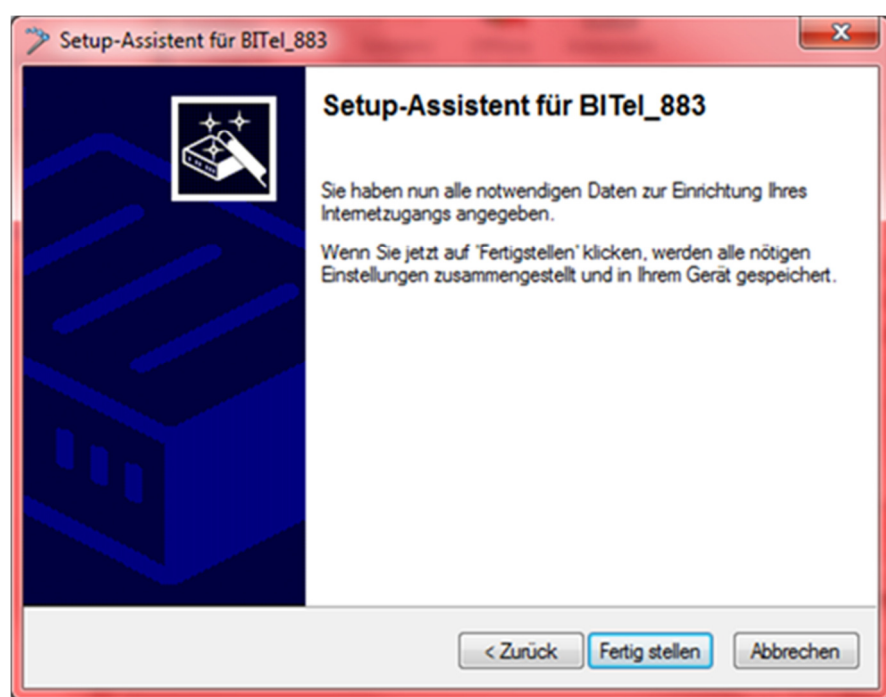 Setup-Assistent für BITel_883
Setup-Assistent für BITel_883
Sie haben nun alle notwendigen Daten zur Einrichtung Ihres
Internetzugangs angegeben.
Wenn Sie jetzt auf 'Fertigstellen' klicken, werden alle nötigen
Einstellungen zusammengestellt und in Ihrem Gerät gespeichert.
< Zurück
Fertig stellen
Abbrechen